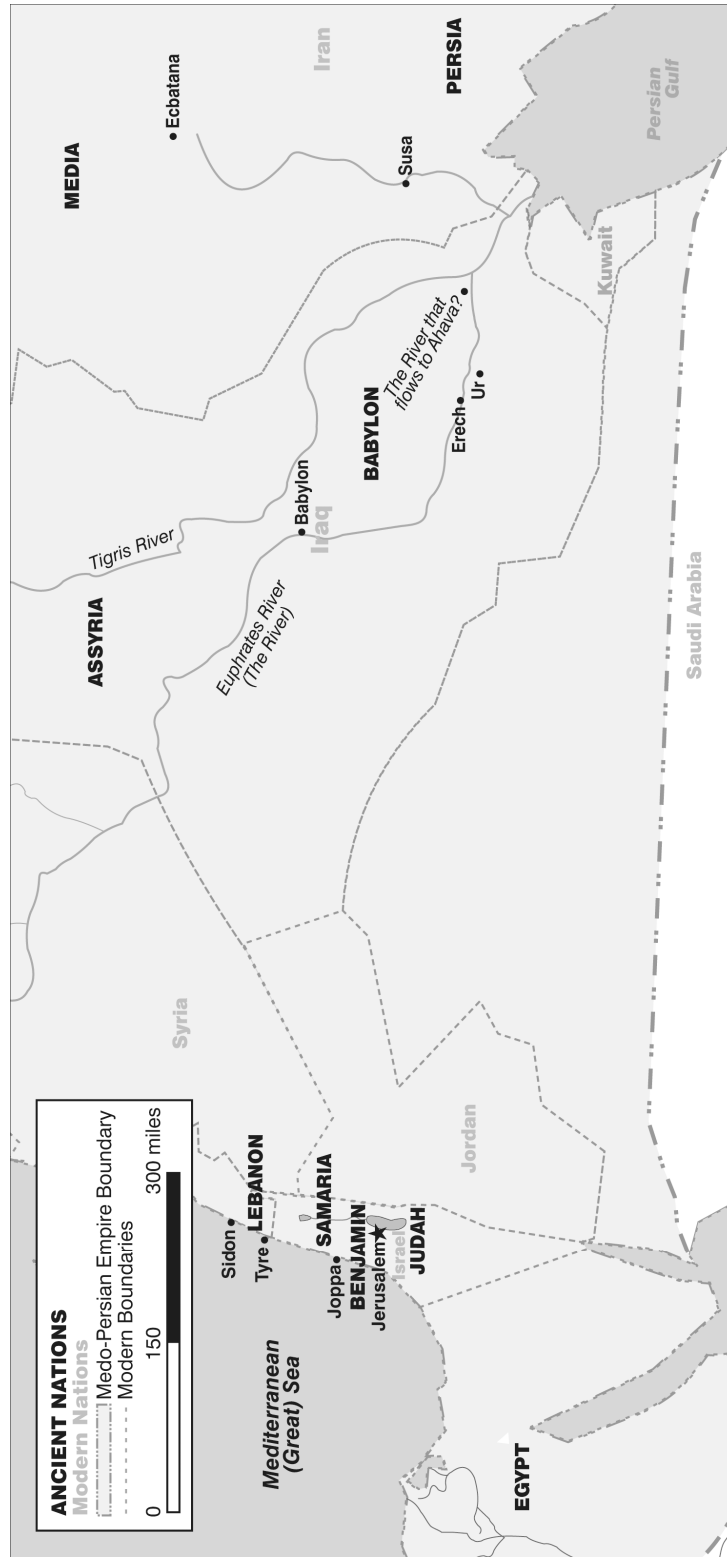 ANCIENT NATIONS
Modern Nations
Medo-Persian Empire Boundary
Modern Boundaries
0 150 300 miles
Mediterranean
(Great) Sea
EGYPT
Sidon
Tyre
LEBANON
SAMARIA
Joppa
BENJAMIN
Jerusalem
Israel
JUDAH
Syria
Jordan
ASSYRIA
Tigris River
Euphrates River
(The River)
Babylon
Iraq
BABYLON
The River that
flows to Ahava?
Erech
Ur
Saudi Arabia
MEDIA
Ecbatana
Iran
Susa
PERSIA
Kuwait
Persian
Gulf